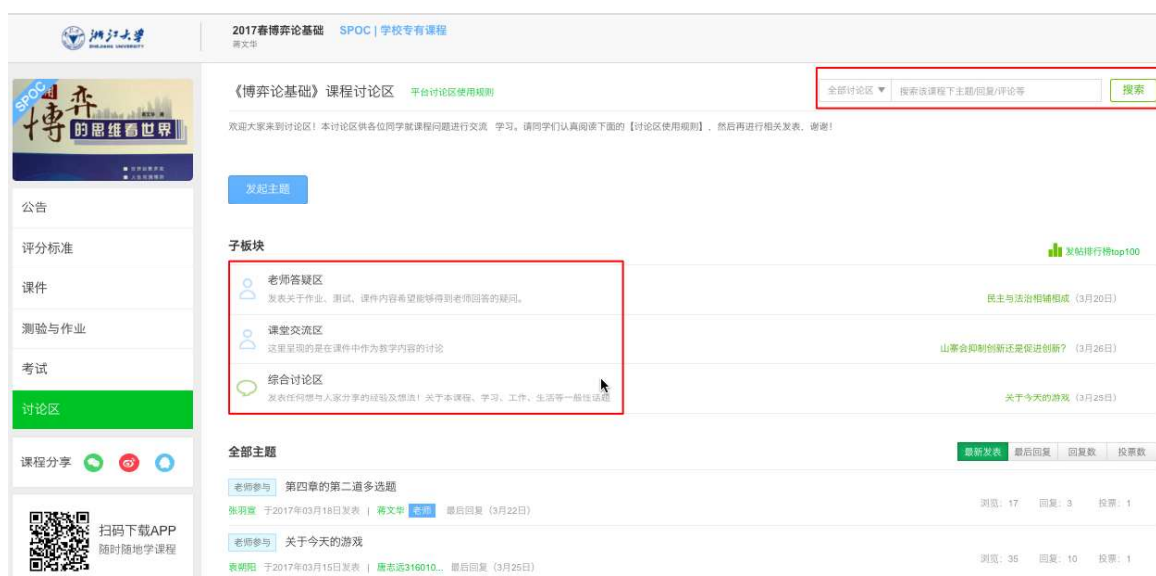 浙江大学
ZHEJIANG UNIVERSITY
2017春博弈论基础 SPOC | 学校专有课程
蒋文华
SPOC
博弈
的思维看世界
公告
评分标准
课件
测验与作业
考试
讨论区
课程分享
扫码下载APP
随时随地学课程
《博弈论基础》课程讨论区 平台讨论区使用规则
全部讨论区 搜索该课程下主题/回复/评论等 搜索
欢迎大家来到讨论区！本讨论区供各位同学就课程问题进行交流 学习。请同学们认真阅读下面的【讨论区使用规则】，然后再进行相关发表，谢谢！
发起主题
子板块 发帖排行榜top100
老师答疑区
发表关于作业、测试、课件内容希望能够得到老师回答的疑问。 民主与法治相辅相成（3月20日）
课堂交流区
这里呈现的是在课件中作为教学内容的讨论 山寨会抑制创新还是促进创新？（3月26日）
综合讨论区
发表任何想与人家分享的经验及想法！关于本课程、学习、工作、生活等一般性话题 关于今天的游戏（3月25日）
全部主题 最新发表 最后回复 回复数 投票数
老师参与 第四章的第二道多选题
张羽萱 于2017年03月18日发表 | 蒋文华 老师 最后回复（3月22日） 浏览：17 回复：3 投票：1
老师参与 关于今天的游戏
袁朝阳 于2017年03月15日发表 | 唐志远316010... 最后回复（3月25日） 浏览：35 回复：10 投票：1